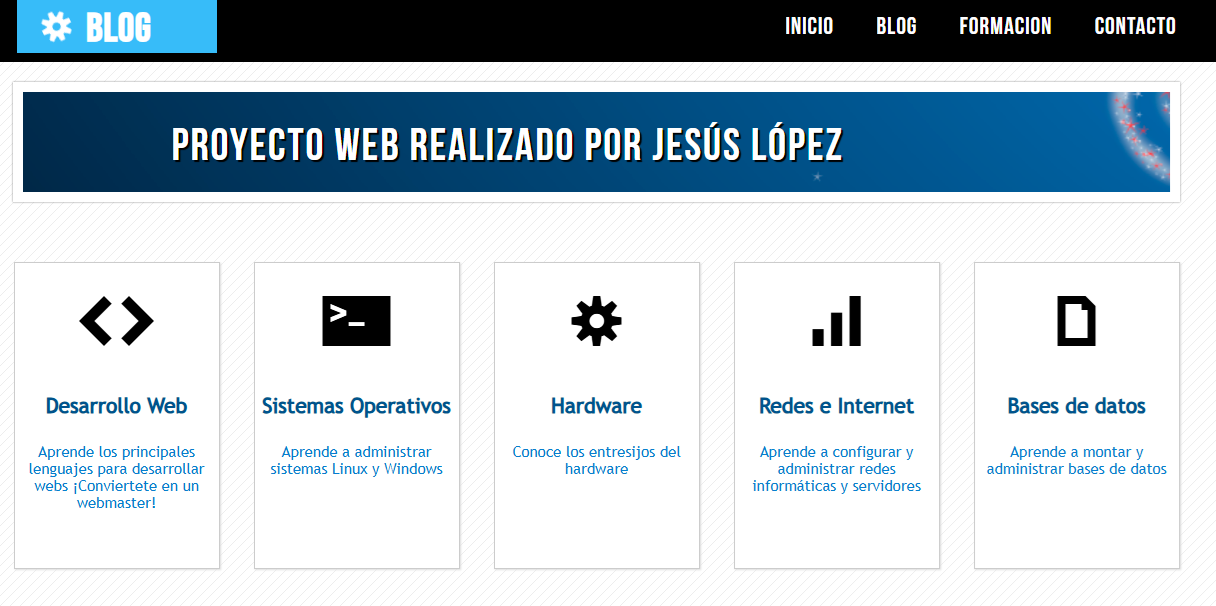 BLOG
INICIO BLOG FORMACION CONTACTO
PROYECTO WEB REALIZADO POR JESÚS LÓPEZ
>_
Desarrollo Web
Aprende los principales
lenguajes para desarrollar
webs ¡Conviertete en un
webmaster!
Sistemas Operativos
Aprende a administrar
sistemas Linux y Windows
Hardware
Conoce los entresijos del
hardware
Redes e Internet
Aprende a configurar y
administrar redes
informáticas y servidores
Bases de datos
Aprende a montar y
administrar bases de datos